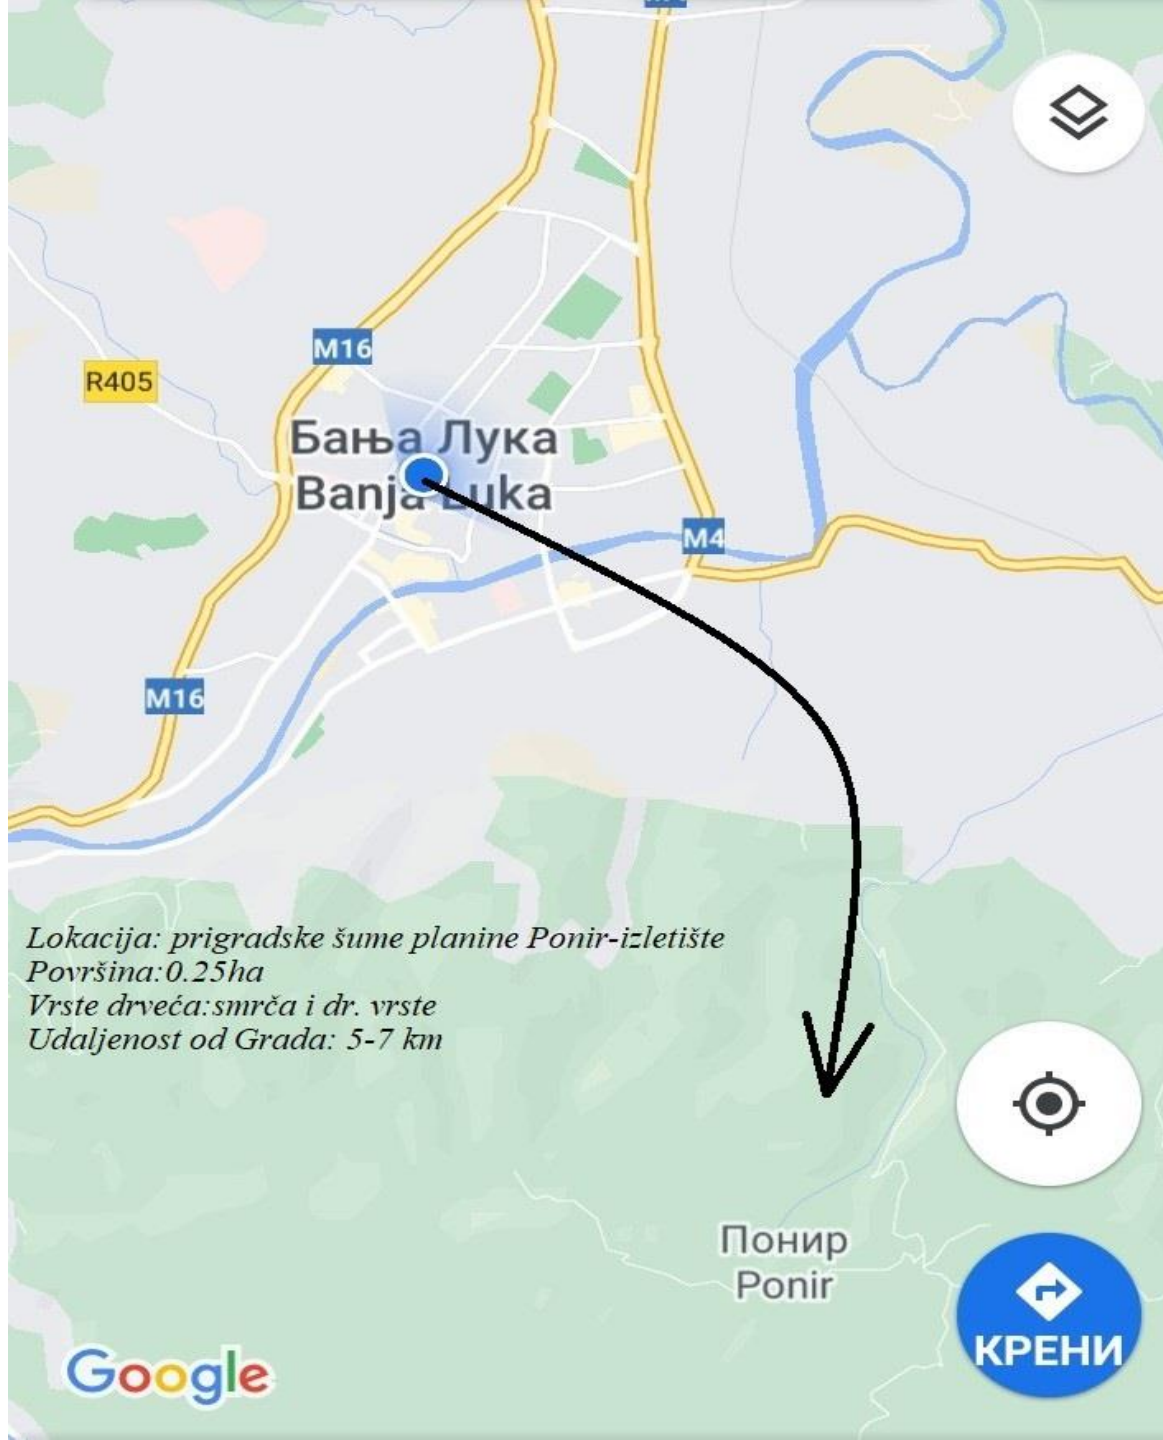 M16
R405
Бања Лука
Banja Luka
M4
M16
Lokacija: prigradske šume planine Ponir-izletište
Površina:0.25ha
Vrste drveća:smrča i dr. vrste
Udaljenost od Grada: 5-7 km
Понир
Ponir
КРЕНИ
Google